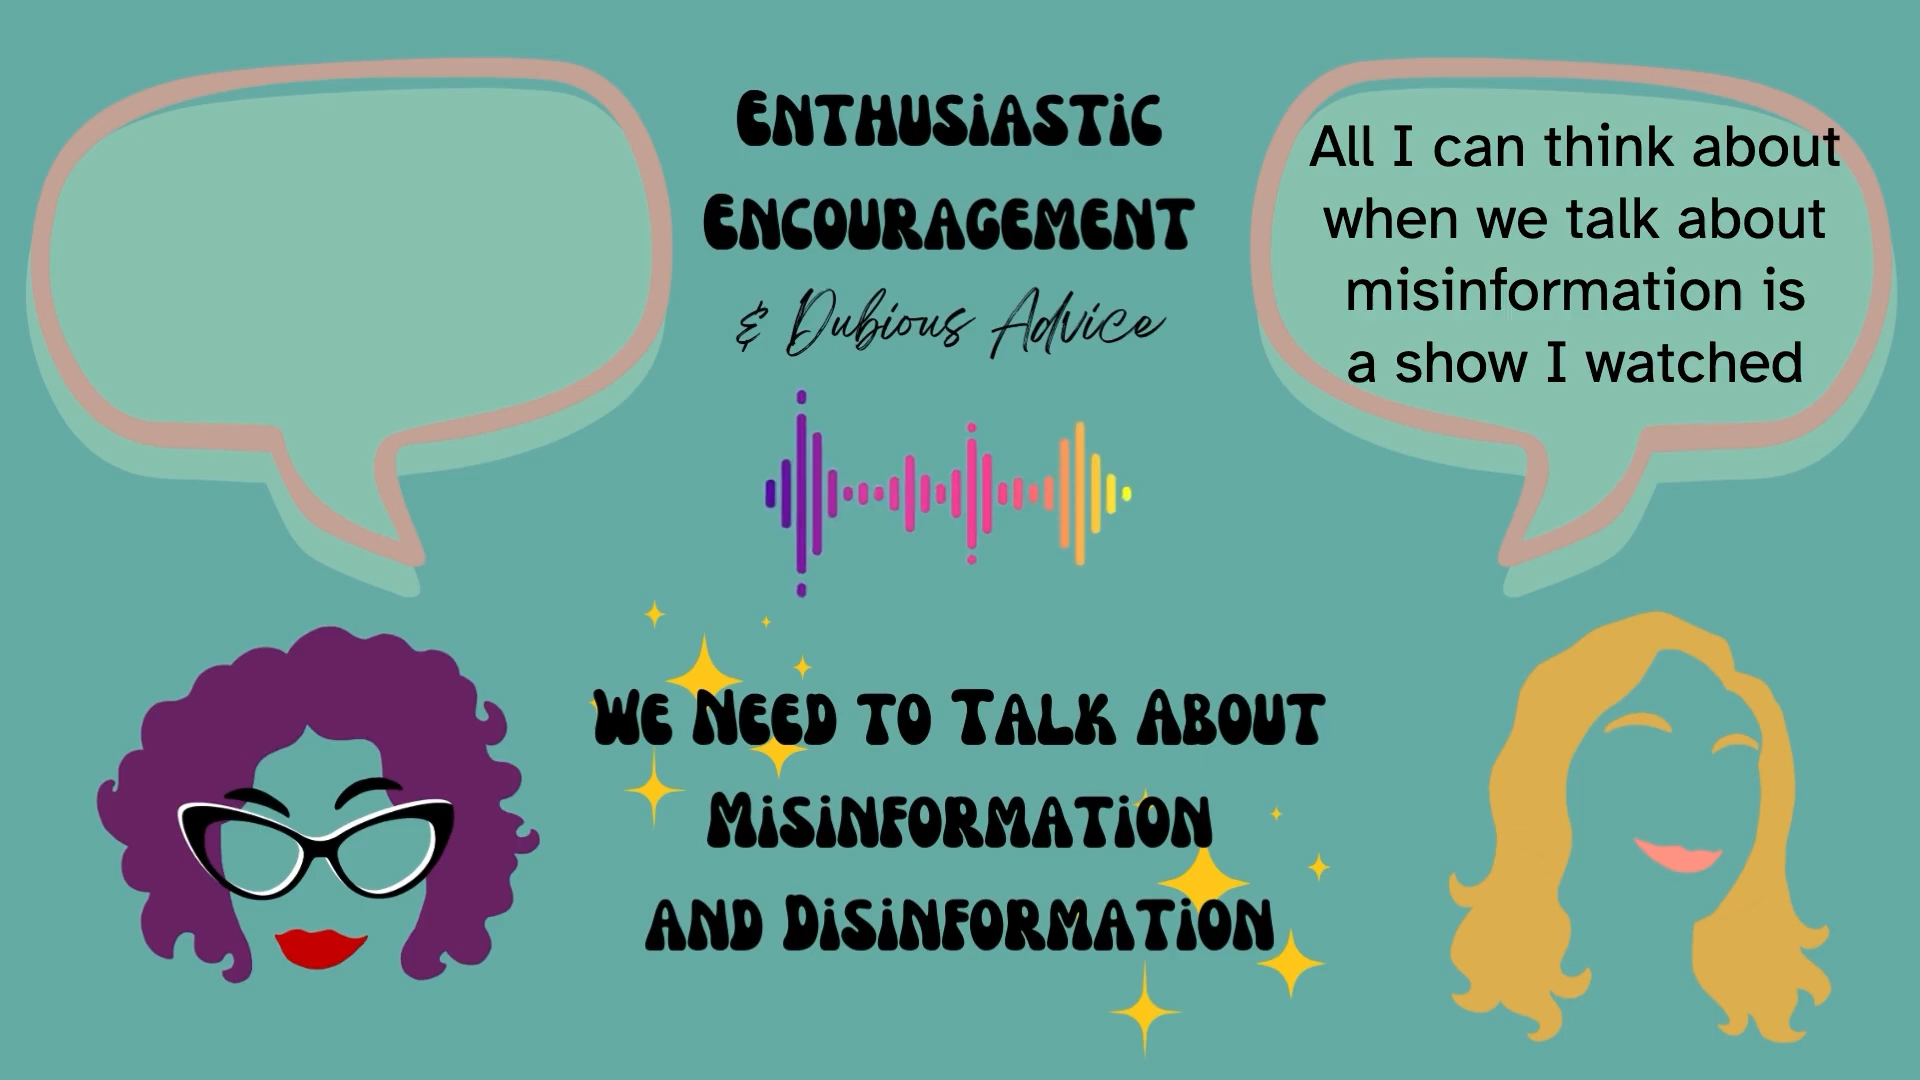 Enthusiastic
Encouragement
& Dubious Advice
All I can think about
when we talk about
misinformation is
a show I watched
We Need to Talk About
Misinformation
and Disinformation